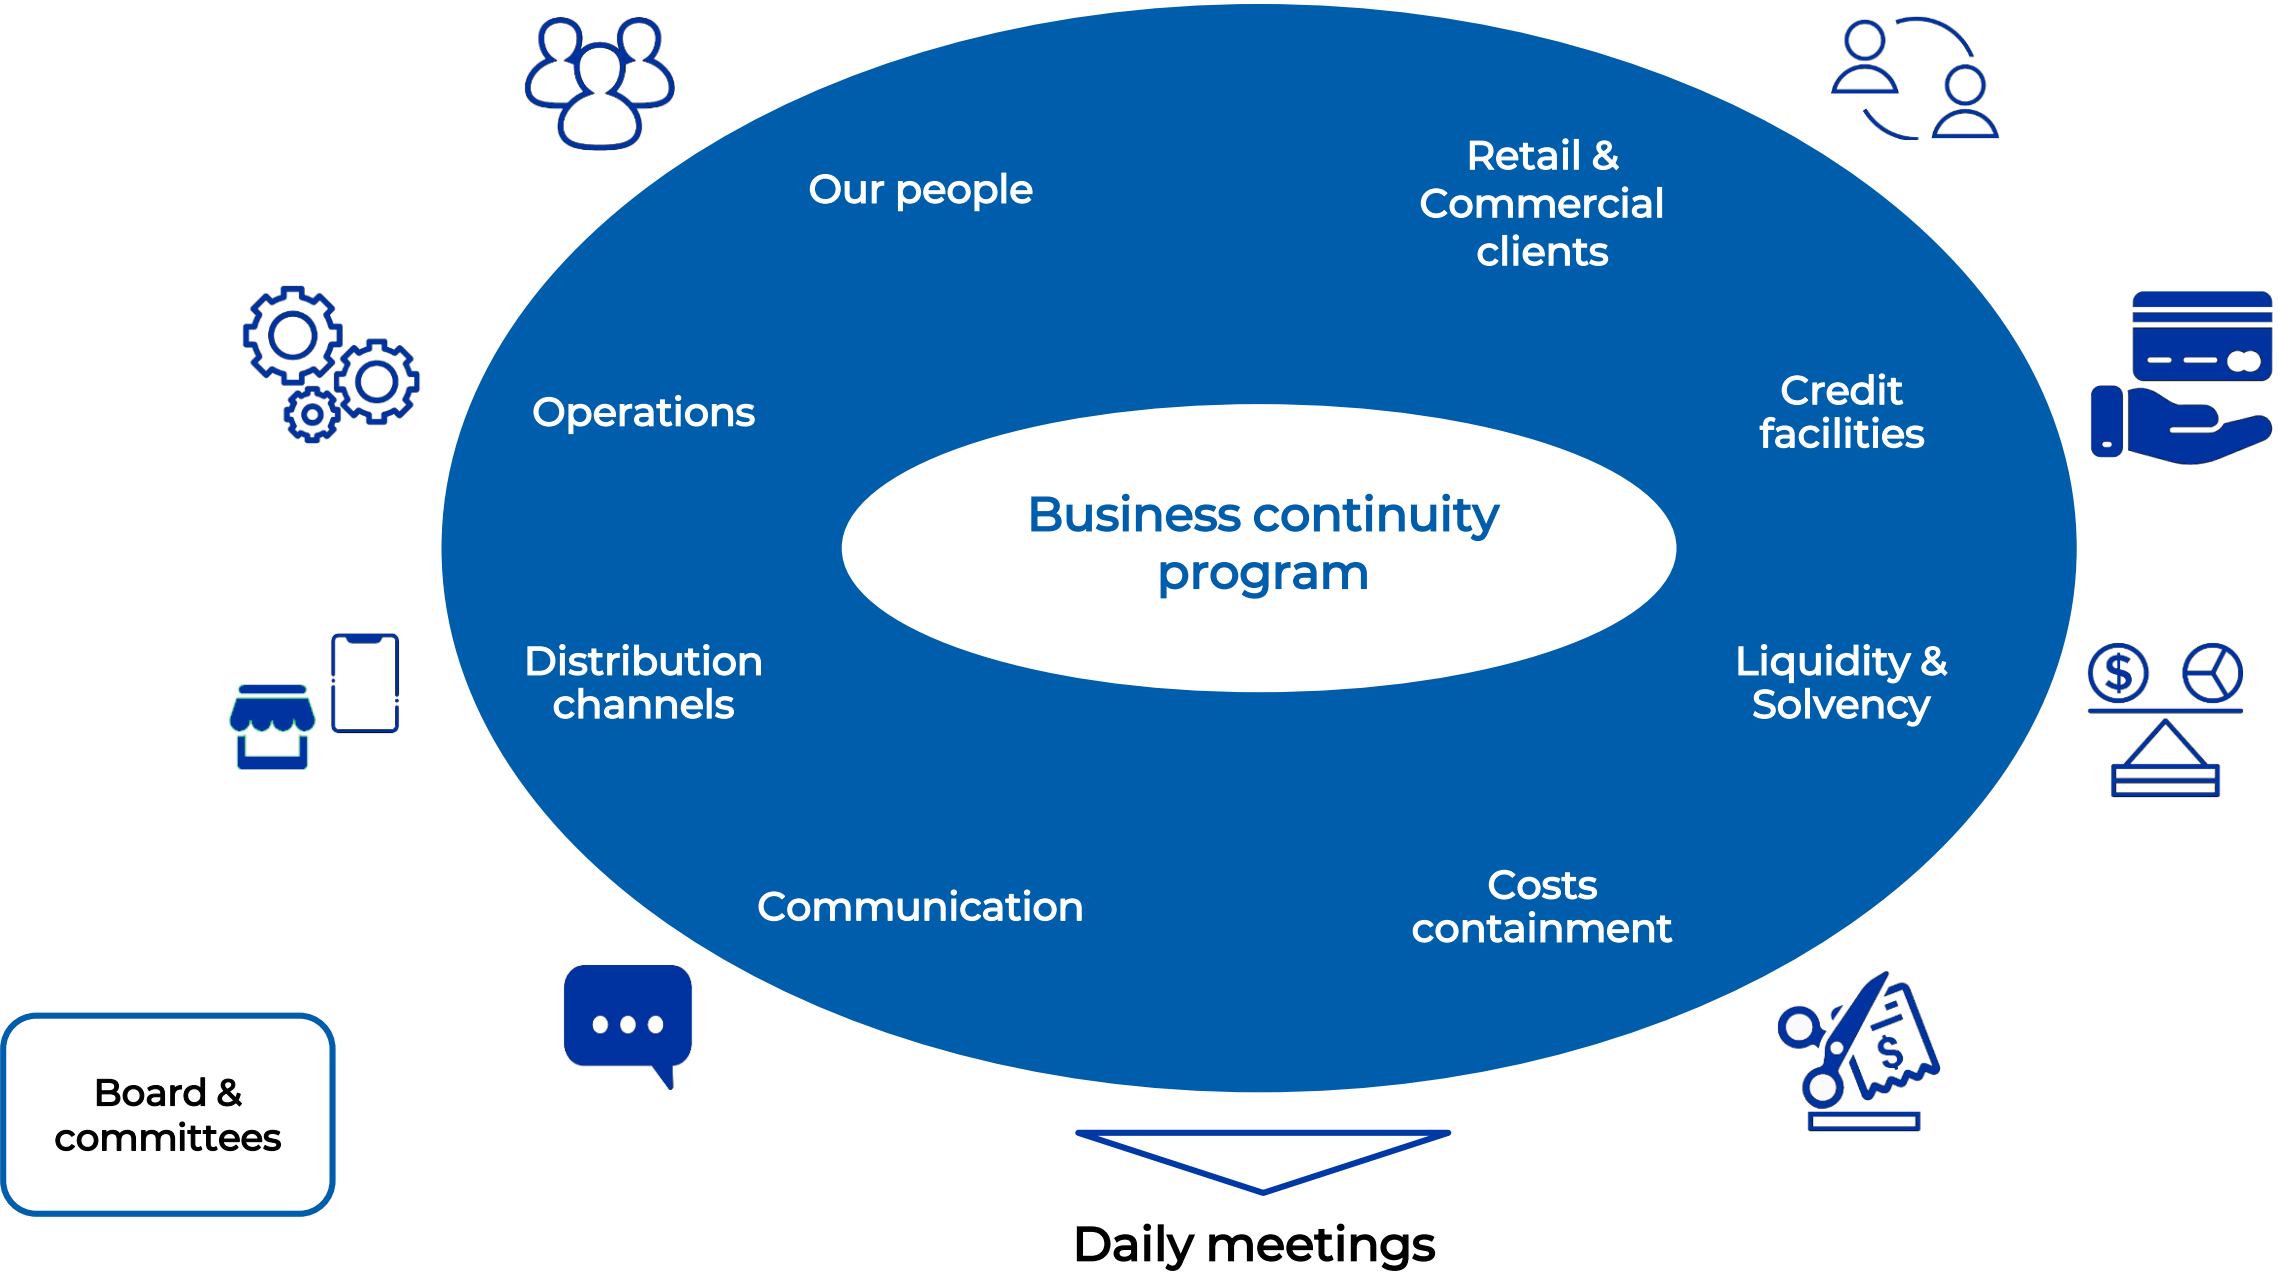 Our people
Retail &
Commercial
clients
Operations
Credit
facilities
Business continuity
program
Distribution
channels
Liquidity &
Solvency
Communication
Costs
containment
Board &
committees
Daily meetings